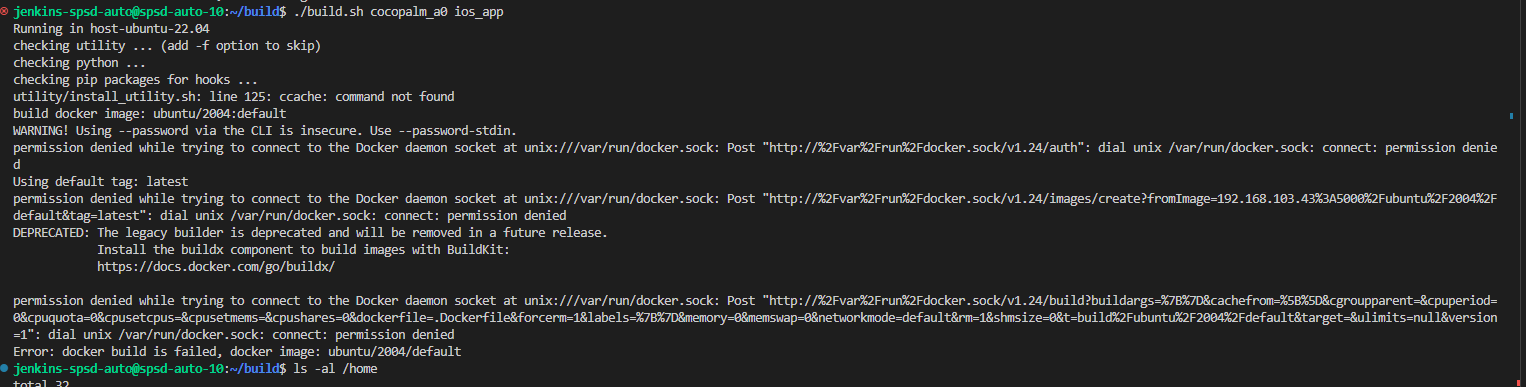 jenkins-spsd-auto@spsd-auto-10:~/build$ ./build.sh cocopalm_a0 ios_app
Running in host-ubuntu-22.04
checking utility ... (add -f option to skip)
checking python ...
checking pip packages for hooks ...
utility/install_utility.sh: line 125: ccache: command not found
build docker image: ubuntu/2004:default
WARNING! Using --password via the CLI is insecure. Use --password-stdin.
permission denied while trying to connect to the Docker daemon socket at unix:///var/run/docker.sock: Post "http://%2Fvar%2Frun%2Fdocker.sock/v1.24/auth": dial unix /var/run/docker.sock: connect: permission denie
d
Using default tag: latest
permission denied while trying to connect to the Docker daemon socket at unix:///var/run/docker.sock: Post "http://%2Fvar%2Frun%2Fdocker.sock/v1.24/images/create?fromImage=192.168.103.43%3A5000%2Fubuntu%2F2004%2F
default&tag=latest": dial unix /var/run/docker.sock: connect: permission denied
DEPRECATED: The legacy builder is deprecated and will be removed in a future release.
Install the buildx component to build images with BuildKit:
https://docs.docker.com/go/buildx/
permission denied while trying to connect to the Docker daemon socket at unix:///var/run/docker.sock: Post "http://%2Fvar%2Frun%2Fdocker.sock/v1.24/build?buildargs=%7B%7D&cachefrom=%5B%5D&cgroupparent=&cpuperiod=
0&cpuquota=0&cpusetcpus=&cpusetmems=&cpushares=0&dockerfile=.Dockerfile&forcerm=1&labels=%7B%7D&memory=0&memswap=0&networkmode=default&rm=1&shmsize=0&t=build%2Fubuntu%2F2004%2Fdefault&target=&ulimits=null&version
=1": dial unix /var/run/docker.sock: connect: permission denied
Error: docker build is failed, docker image: ubuntu/2004/default
jenkins-spsd-auto@spsd-auto-10:~/build$ ls -al /home
total 32